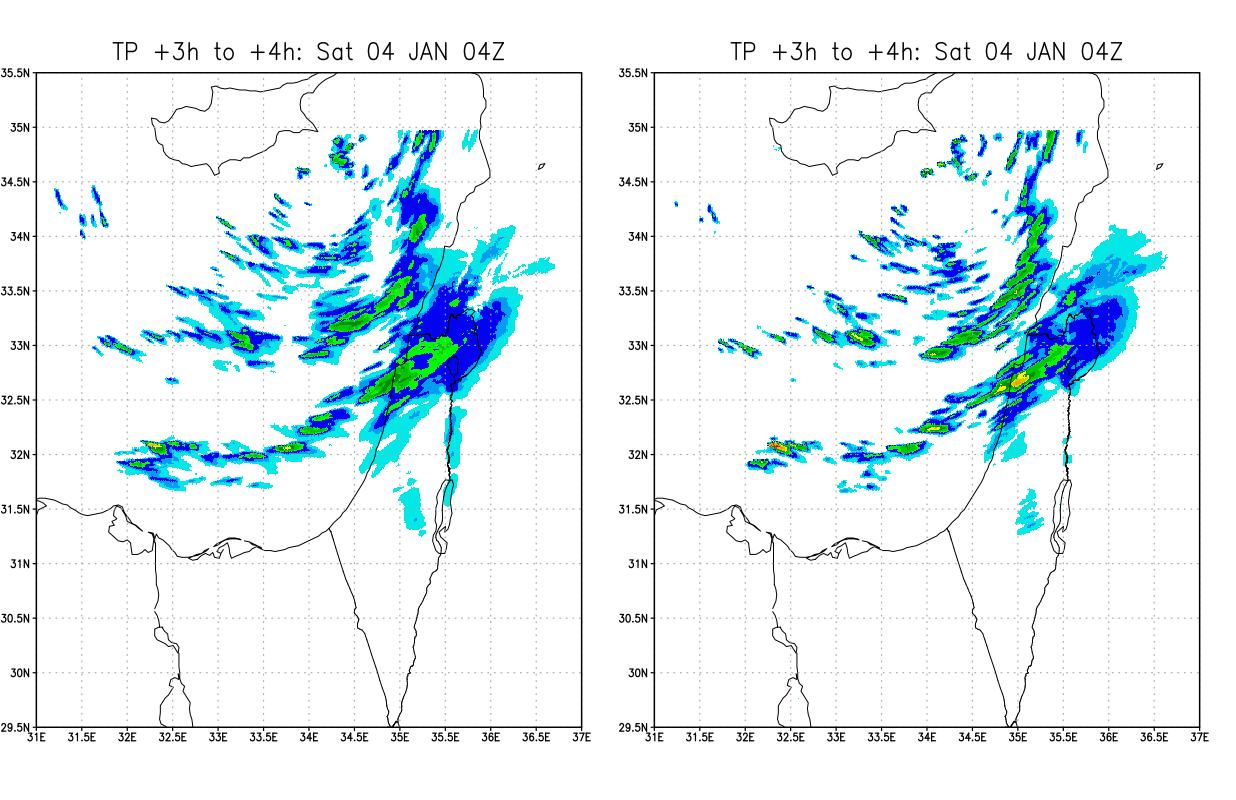 TP +3h to +4h: Sat 04 JAN 04Z
35.5N
35N
34.5N
34N
33.5N
33N
32.5N
32N
31.5N
31N
30.5N
30N
29.5N
31E 31.5E 32E 32.5E 33E 33.5E 34E 34.5E 35E 35.5E 36E 36.5E 37E
TP +3h to +4h: Sat 04 JAN 04Z
35.5N
35N
34.5N
34N
33.5N
33N
32.5N
32N
31.5N
31N
30.5N
30N
29.5N
31E 31.5E 32E 32.5E 33E 33.5E 34E 34.5E 35E 35.5E 36E 36.5E 37E